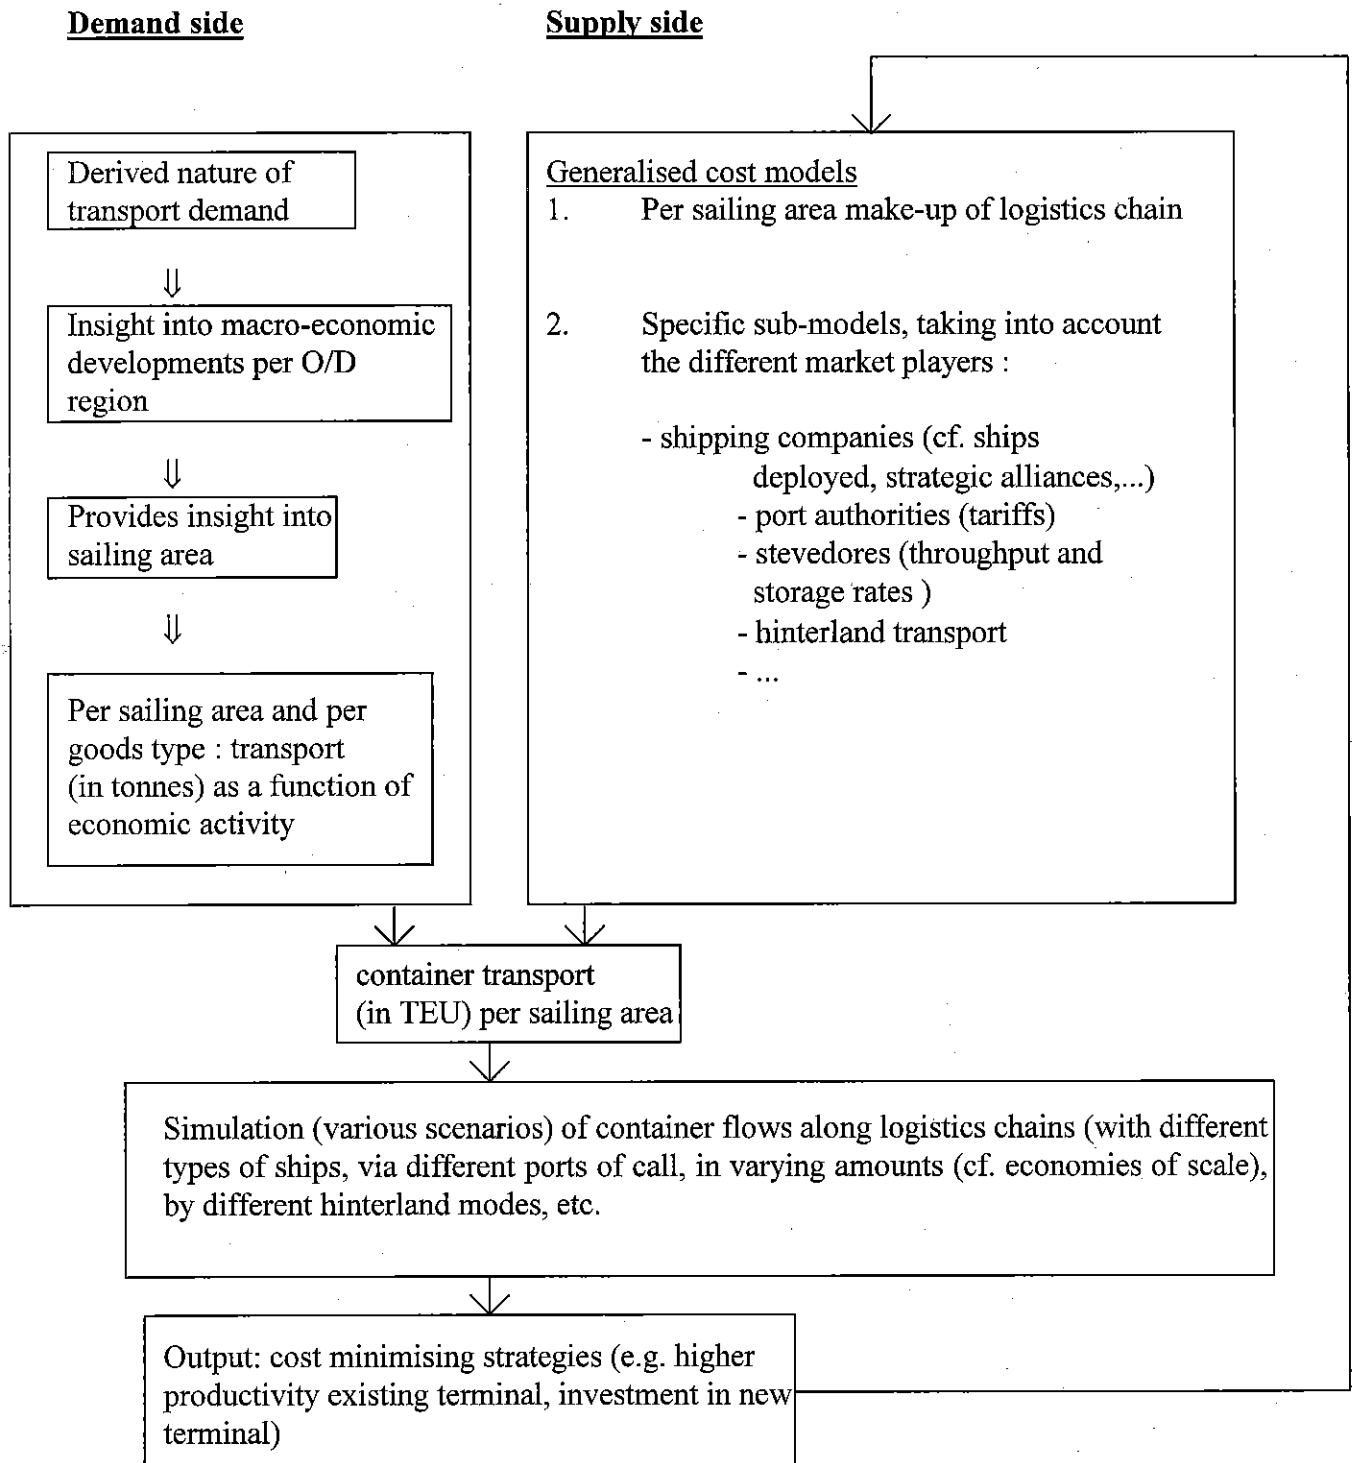 Demand side
Supply side
Derived nature of
transport demand
⇓
Insight into macro-economic
developments per O/D
region
⇓
Provides insight into
sailing area
⇓
Per sailing area and per
goods type : transport
(in tonnes) as a function of
economic activity
Generalised cost models
1. Per sailing area make-up of logistics chain
2. Specific sub-models, taking into account
the different market players :
- shipping companies (cf. ships
deployed, strategic alliances,...)
- port authorities (tariffs)
- stevedores (throughput and
storage rates )
- hinterland transport
- ...
container transport
(in TEU) per sailing area
Simulation (various scenarios) of container flows along logistics chains (with different
types of ships, via different ports of call, in varying amounts (cf. economies of scale),
by different hinterland modes, etc.
Output: cost minimising strategies (e.g. higher
productivity existing terminal, investment in new
terminal)